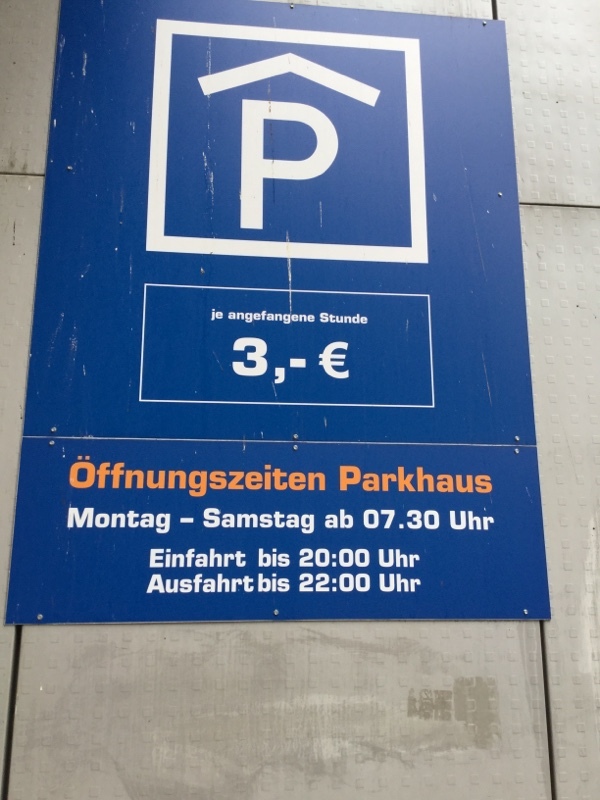 P
je angefangene Stunde
3,- €
Öffnungszeiten Parkhaus
Montag – Samstag ab 07.30 Uhr
Einfahrt bis 20:00 Uhr
Ausfahrt bis 22:00 Uhr